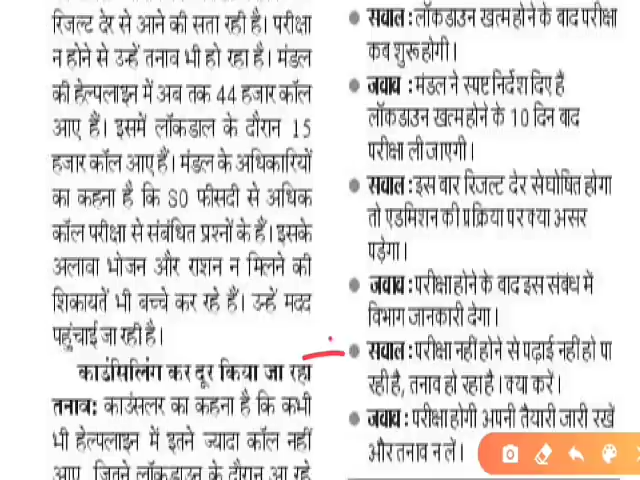 रिजल्ट देर से आने की सता रही है। परीक्षा
न होने से उन्हें तनाव भी हो रहा है। मंडल
की हेल्पलाइन में अब तक 44 हजार कॉल
आए हैं। इसमें लॉकडाल के दौरान 15
हजार कॉल आए हैं। मंडल के अधिकारियों
का कहना है कि 80 फीसदी से अधिक
कॉल परीक्षा से संबंधित प्रश्नों के हैं। इसके
अलावा भोजन और राशन न मिलने की
शिकायतें भी बच्चे कर रहे हैं। उन्हें मदद
पहुंचाई जा रही है।
काउंसिलिंग कर दूर किया जा रहा
तनाव: काउंसलर का कहना है कि कभी
भी हेल्पलाइन में इतने ज्यादा कॉल नहीं
आए, जितने लॉकडाउन के दौरान आ रहे
सवाल : लॉकडाउन खत्म होने के बाद परीक्षा
कब शुरू होगी।
जवाब : मंडल ने स्पष्ट निर्देश दिए हैं
लॉकडाउन खत्म होने के 10 दिन बाद
परीक्षा ली जाएगी।
सवाल : इस बार रिजल्ट देर से घोषित होगा
तो एडमिशन की प्रक्रिया पर क्या असर
पड़ेगा।
जवाब : परीक्षा होने के बाद इस संबंध में
विभाग जानकारी देगा।
सवाल : परीक्षा नहीं होने से पढ़ाई नहीं हो पा
रही है, तनाव हो रहा है। क्या करें।
जवाब : परीक्षा होगी अपनी तैयारी जारी रखें
और तनाव न लें।